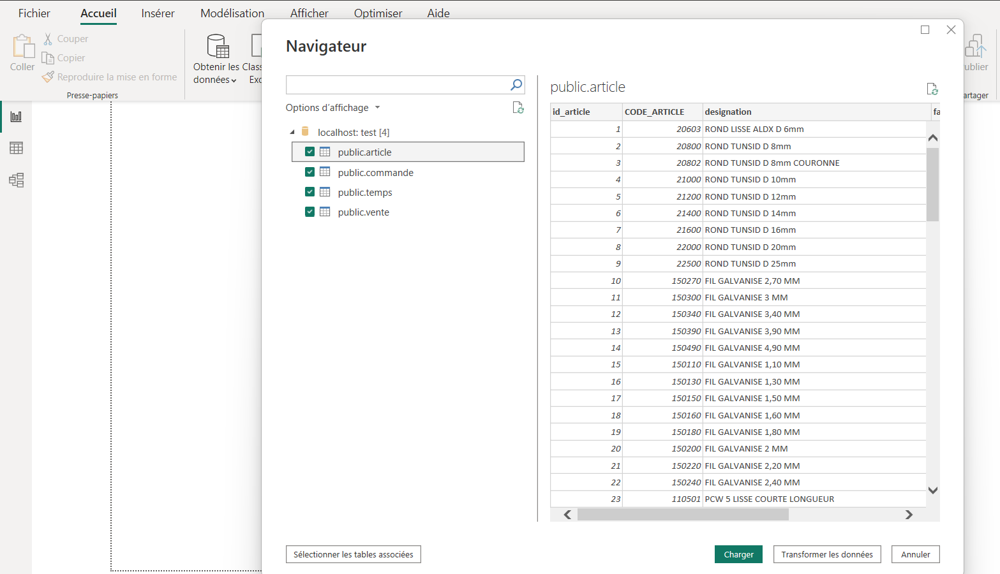 Fichier Accueil Insérer Modélisation Afficher Optimiser Aide
Coller
Couper
Copier
Reproduire la mise en forme
Presse-papiers
Obtenir les
données
Navigateur
Options d'affichage
localhost: test [4]
public.article
public.commande
public.temps
public.vente
public.article
id_article CODE_ARTICLE designation fa
1 20603 ROND LISSE ALDX D 6mm
2 20800 ROND TUNSID D 8mm
3 20802 ROND TUNSID D 8mm COURONNE
4 21000 ROND TUNSID D 10mm
5 21200 ROND TUNSID D 12mm
6 21400 ROND TUNSID D 14mm
7 21600 ROND TUNSID D 16mm
8 22000 ROND TUNSID D 20mm
9 22500 ROND TUNSID D 25mm
10 150270 FIL GALVANISE 2,70 MM
11 150300 FIL GALVANISE 3 MM
12 150340 FIL GALVANISE 3,40 MM
13 150390 FIL GALVANISE 3,90 MM
14 150490 FIL GALVANISE 4,90 MM
15 150110 FIL GALVANISE 1,10 MM
16 150130 FIL GALVANISE 1,30 MM
17 150150 FIL GALVANISE 1,50 MM
18 150160 FIL GALVANISE 1,60 MM
19 150180 FIL GALVANISE 1,80 MM
20 150200 FIL GALVANISE 2 MM
21 150220 FIL GALVANISE 2,20 MM
22 150240 FIL GALVANISE 2,40 MM
23 110501 PCW 5 LISSE COURTE LONGUEUR
Sélectionner les tables associées Charger Transformer les données Annuler